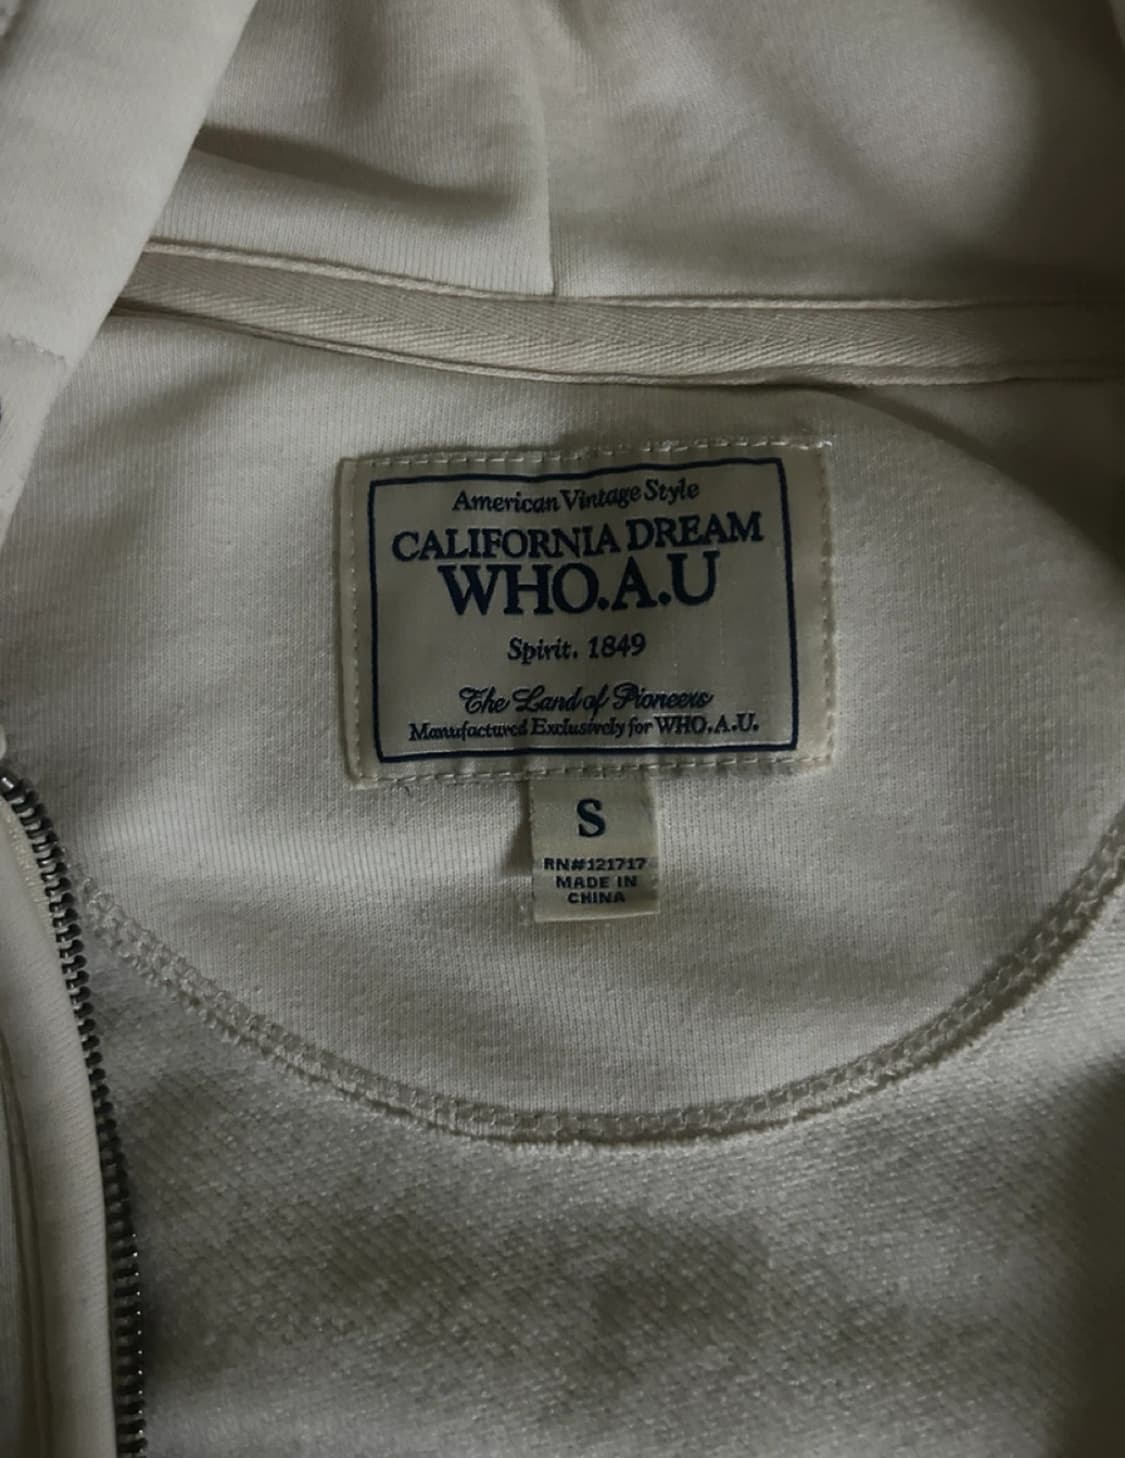 American Vintage Style
CALIFORNIA DREAM
WHO.A.U
Spirit. 1849
The Land of Pioneers
Manufactured Exclusively for WHO.A.U.
S
RN#121717
MADE IN
CHINA